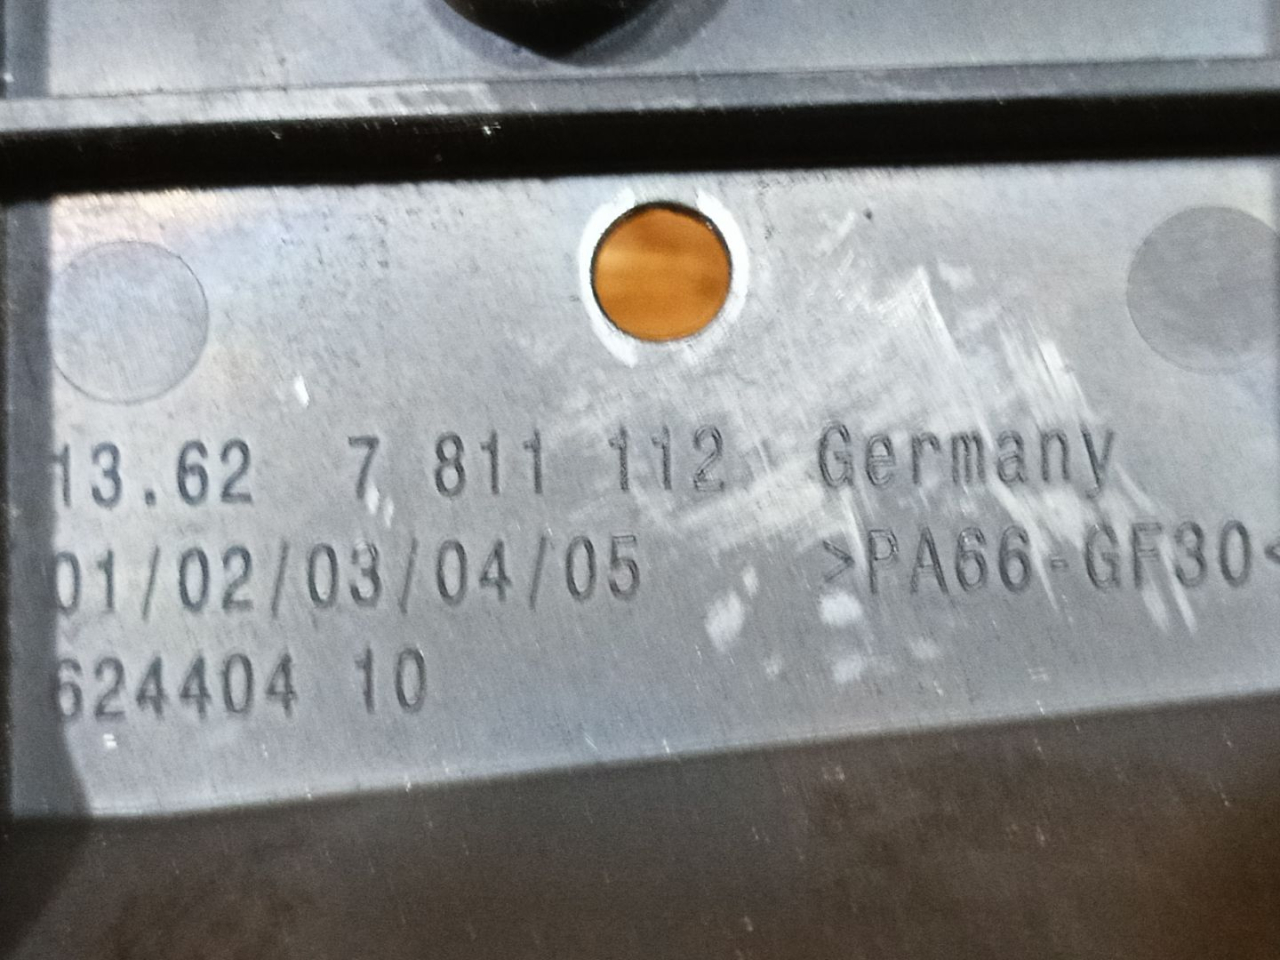 13.62 7 811 112 Germany
01/02/03/04/05 >PA66-GF30<
624404 10